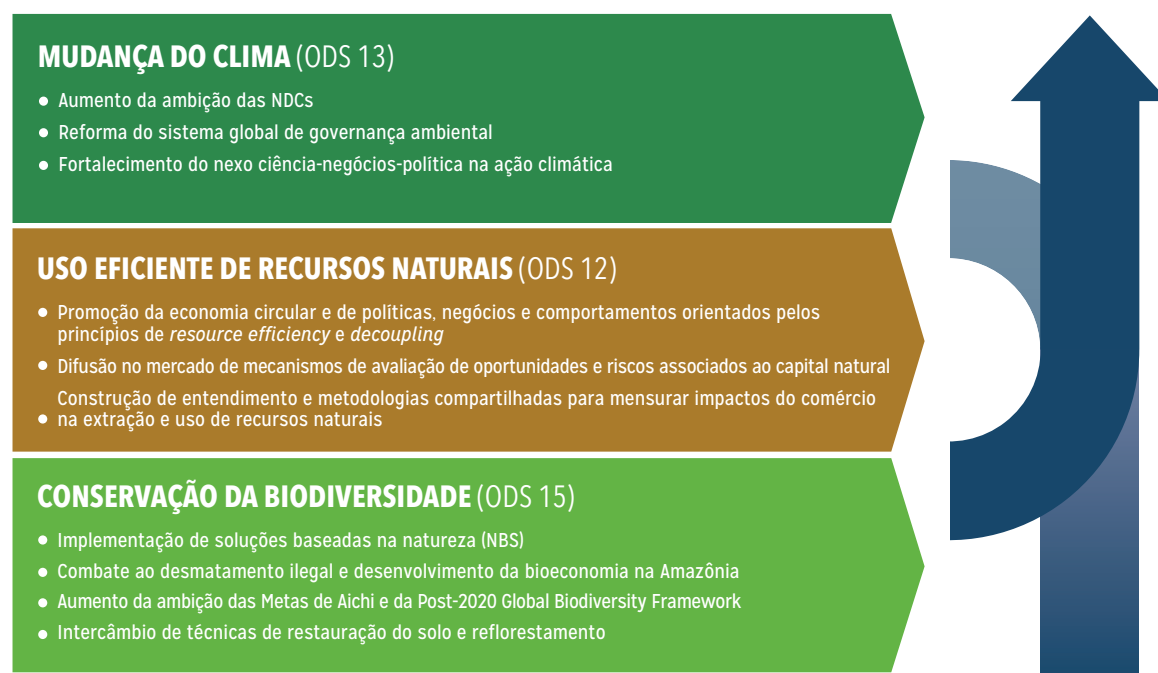 MUDANÇA DO CLIMA (ODS 13)
● Aumento da ambição das NDCs
● Reforma do sistema global de governança ambiental
● Fortalecimento do nexo ciência-negócios-política na ação climática
USO EFICIENTE DE RECURSOS NATURAIS (ODS 12)
● Promoção da economia circular e de políticas, negócios e comportamentos orientados pelos
princípios de resource efficiency e decoupling
● Difusão no mercado de mecanismos de avaliação de oportunidades e riscos associados ao capital natural
Construção de entendimento e metodologias compartilhadas para mensurar impactos do comércio
● na extração e uso de recursos naturais
CONSERVAÇÃO DA BIODIVERSIDADE (ODS 15)
● Implementação de soluções baseadas na natureza (NBS)
● Combate ao desmatamento ilegal e desenvolvimento da bioeconomia na Amazônia
● Aumento da ambição das Metas de Aichi e da Post-2020 Global Biodiversity Framework
● Intercâmbio de técnicas de restauração do solo e reflorestamento